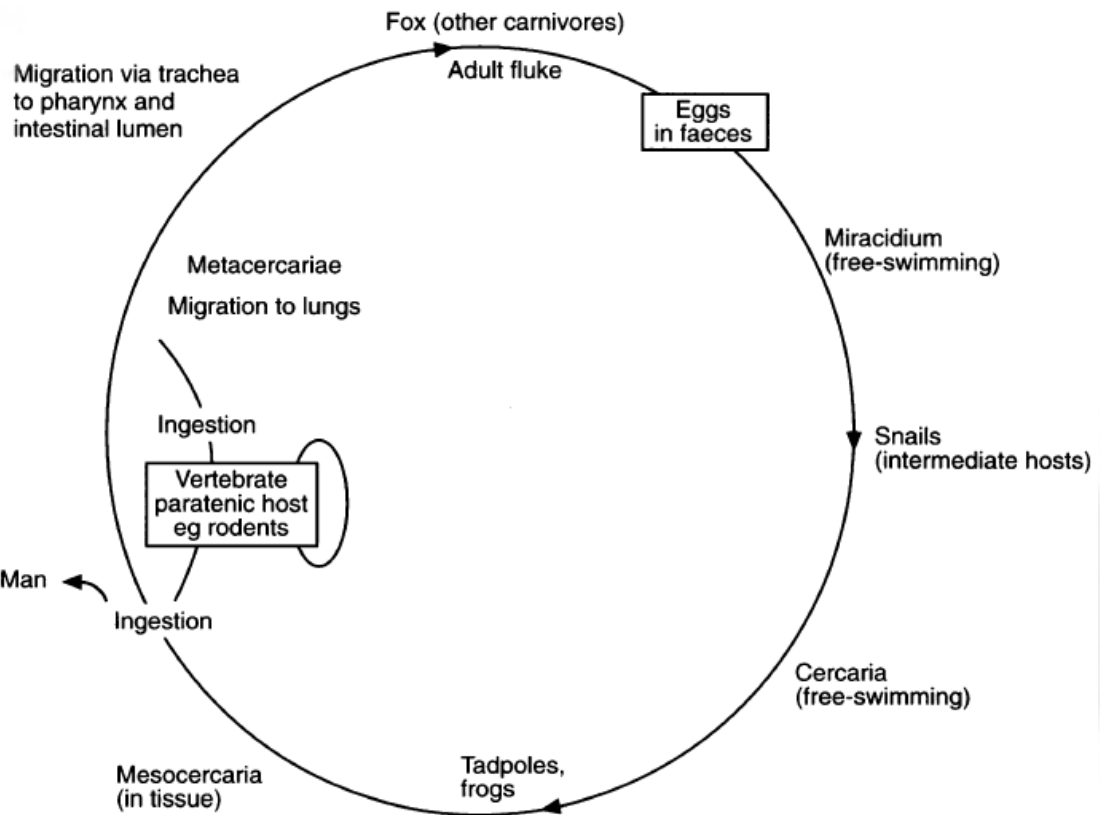 Fox (other carnivores)
Adult fluke
Eggs
in faeces
Miracidium
(free-swimming)
Snails
(intermediate hosts)
Cercaria
(free-swimming)
Tadpoles,
frogs
Mesocercaria
(in tissue)
Ingestion
Man
Vertebrate
paratenic host
eg rodents
Ingestion
Migration to lungs
Metacercariae
Migration via trachea
to pharynx and
intestinal lumen